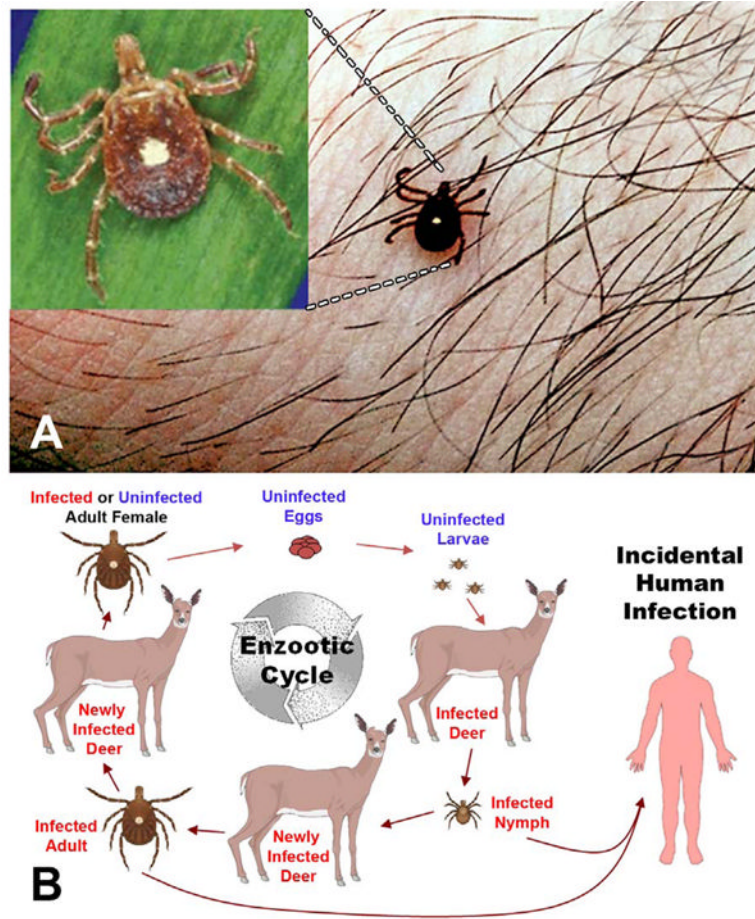 A
Infected or Uninfected
Adult Female
Uninfected
Eggs
Uninfected
Larvae
Incidental
Human
Infection
Enzootic
Cycle
Newly
Infected
Deer
Infected
Deer
Infected
Adult
Newly
Infected
Deer
Infected
Nymph
B